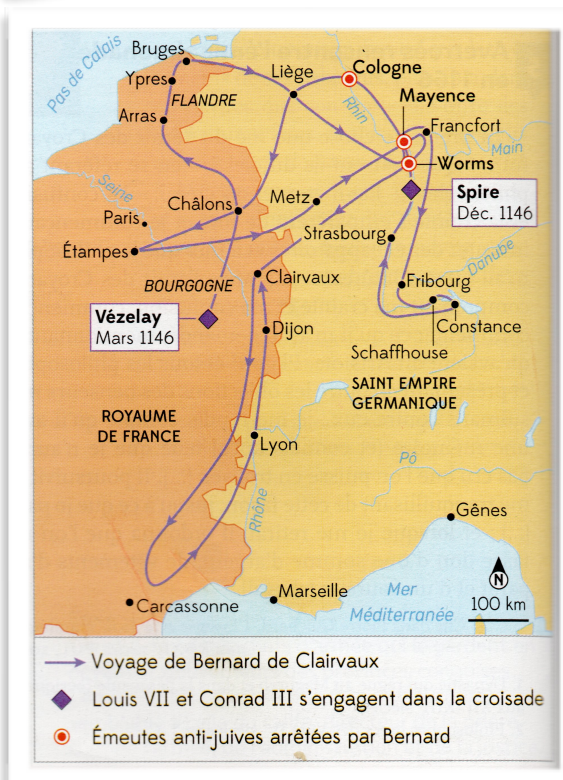 Pas de Calais
Bruges
Ypres
FLANDRE
Arras
Liège
Cologne
Rhin
Mayence
Francfort
Main
Worms
Spire
Déc. 1146
Seine
Paris
Châlons
Metz
Étampes
Strasbourg
Danube
BOURGOGNE
Clairvaux
Fribourg
Vézelay
Mars 1146
Dijon
Constance
Schaffhouse
SAINT EMPIRE
GERMANIQUE
ROYAUME
DE FRANCE
Lyon
Pô
Rhône
Gênes
N
Carcassonne
Marseille
Mer
Méditerranée
100 km
Voyage de Bernard de Clairvaux
Louis VII et Conrad III s'engagent dans la croisade
Émeutes anti-juives arrêtées par Bernard